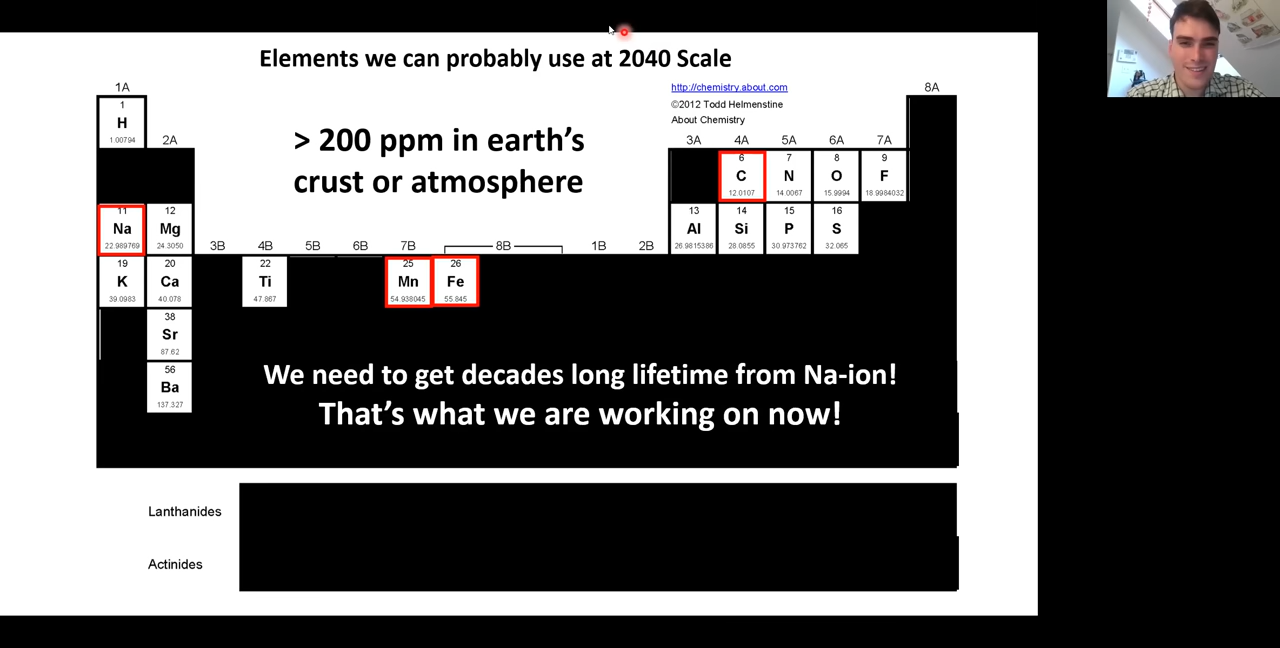 Elements we can probably use at 2040 Scale
1A
http://chemistry.about.com
8A
1
©2012 Todd Helmenstine
H
> 200 ppm in earth’s
About Chemistry
1.00794
2A
crust or atmosphere
3A 4A 5A 6A 7A
6 7 8 9
C N O F
12.0107 14.0067 15.9994 18.9984032
11 12 13 14 15 16
Na Mg Al Si P S
22.989769 24.3050 3B 4B 5B 6B 7B 8B 1B 2B 26.9815386 28.0855 30.973762 32.065
19 20 22 25 26
K Ca Ti Mn Fe
39.0983 40.078 47.867 54.938045 55.845
38
Sr
87.62
56
We need to get decades long lifetime from Na-ion!
Ba
137.327
That’s what we are working on now!
Lanthanides
Actinides